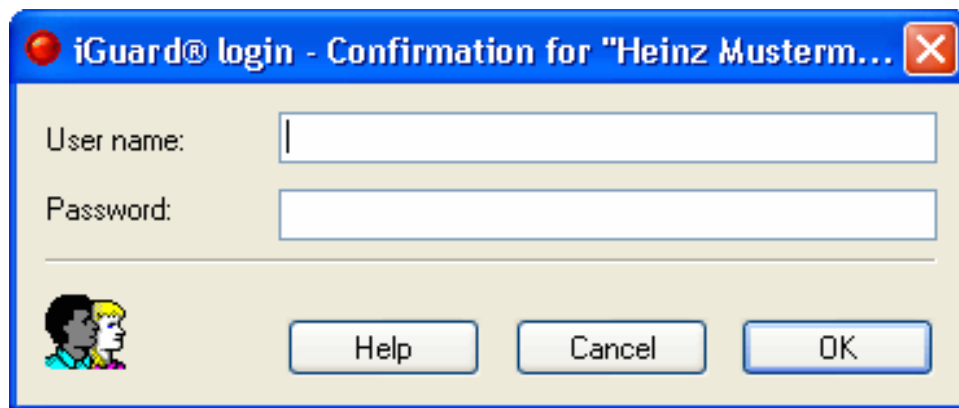 iGuard® login - Confirmation for "Heinz Musterm...
User name:
Password:
Help Cancel OK